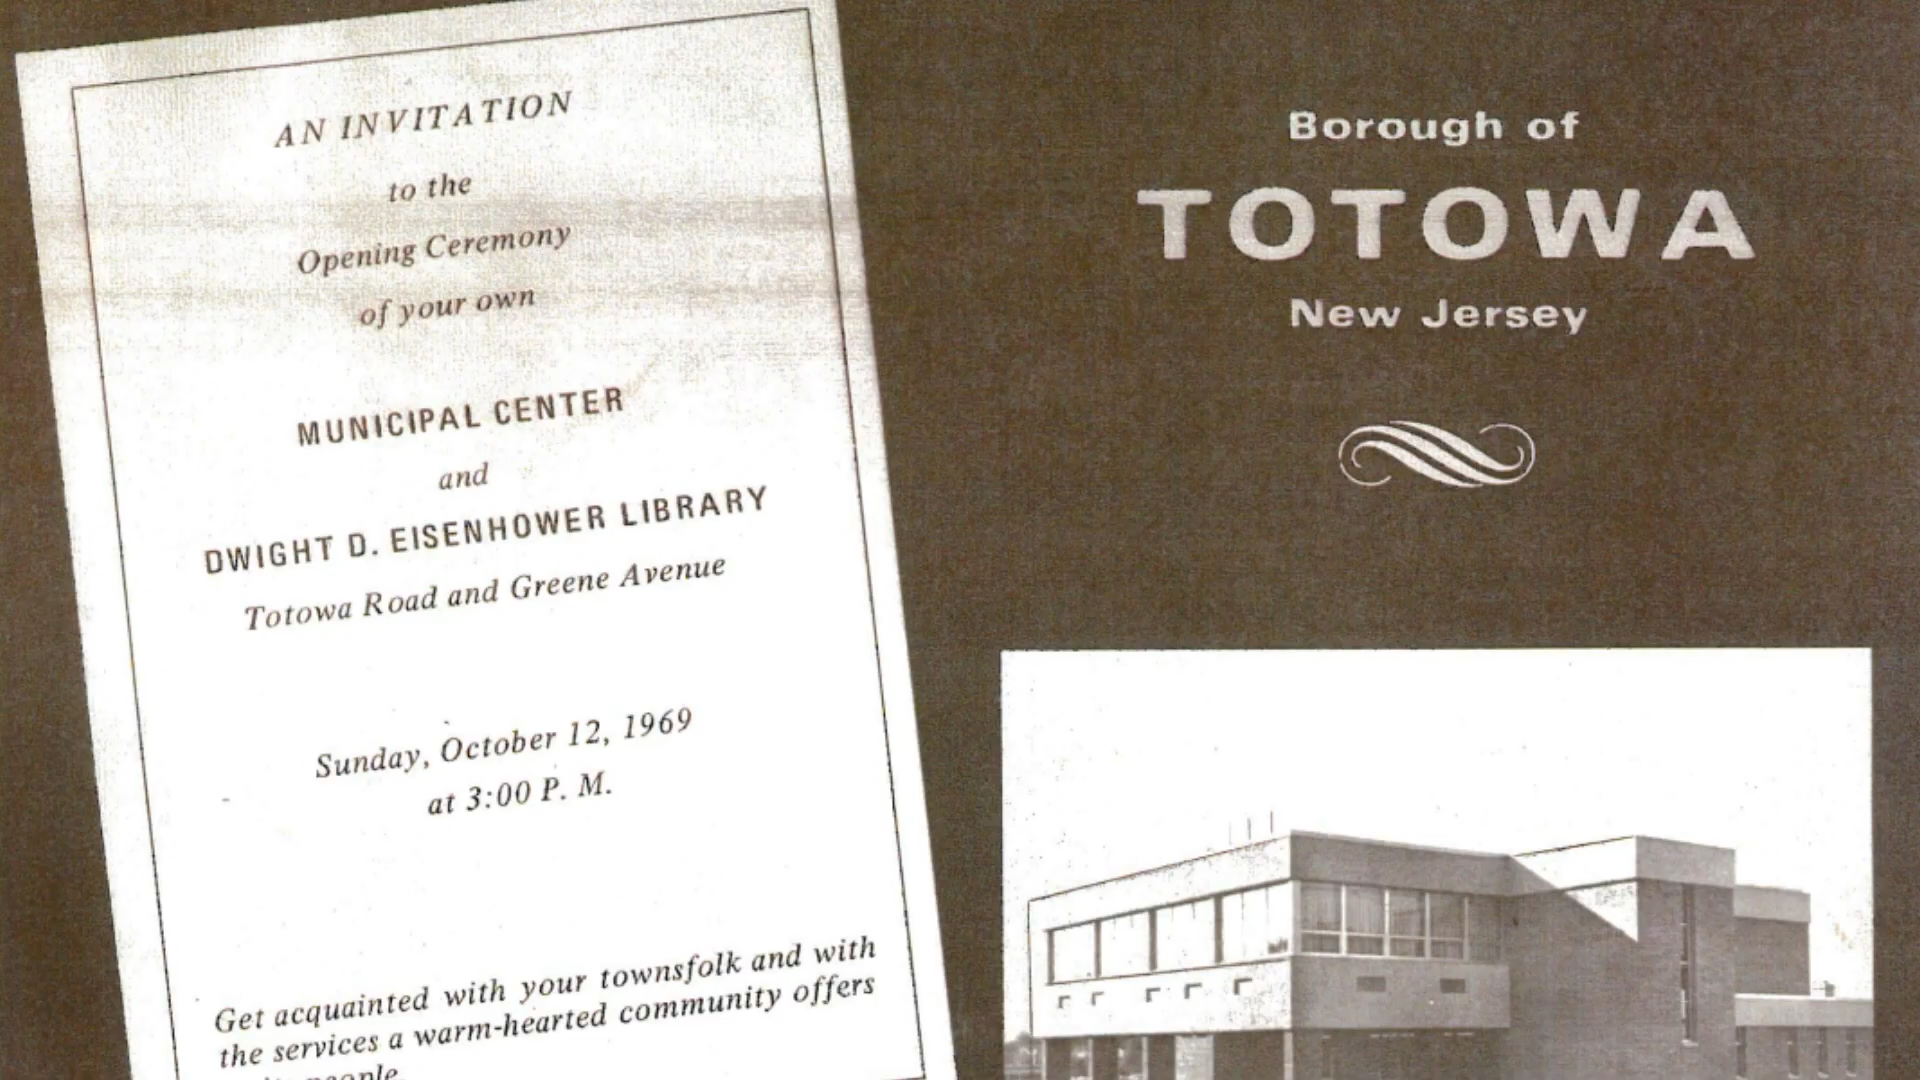 AN INVITATION
to the
Opening Ceremony
of your own
MUNICIPAL CENTER
and
DWIGHT D. EISENHOWER LIBRARY
Totowa Road and Greene Avenue
Sunday, October 12, 1969
at 3:00 P. M.
Get acquainted with your townsfolk and with
the services a warm-hearted community offers
people.
Borough of
TOTOWA
New Jersey